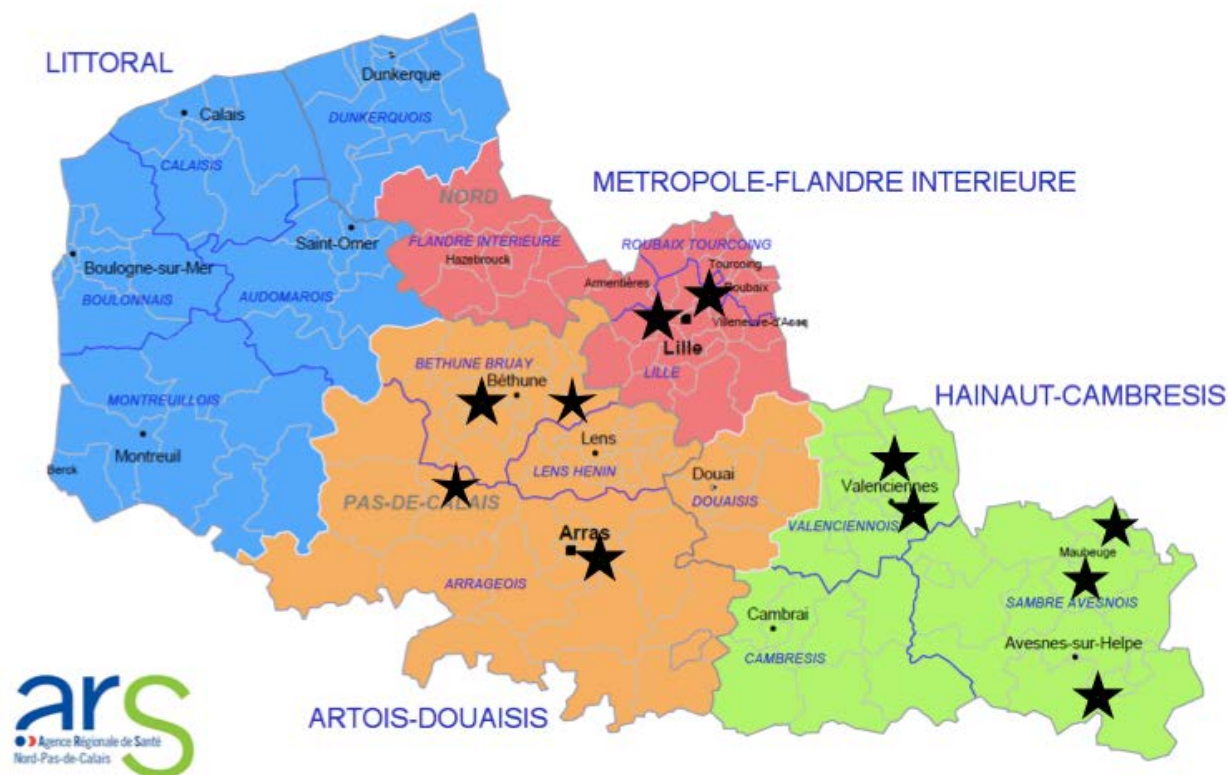 LITTORAL
Dunkerque
Calais
DUNKERQUOIS
CALAISIS
METROPOLE-FLANDRE INTERIEURE
NORD
Saint-Omer
FLANDRE INTERIEURE
Hazebrouck
ROUBAIX TOURCOING
Tourcoing
Armentières
Roubaix
Boulogne-sur-Mer
BOULONNAIS
AUDOMAROIS
Villeneuve-d'Ascq
Lille
LILLE
BETHUNE BRUAY
Béthune
HAINAUT-CAMBRESIS
MONTREUILLOIS
Montreuil
Berck
Lens
LENS HENIN
Douai
DOUAISIS
PAS-DE-CALAIS
Valenciennes
VALENCIENNOIS
Arras
ARRAGEOIS
Maubeuge
SAMBRE AVESNOIS
Cambrai
CAMBRESIS
Avesnes-sur-Helpe
ARTOIS-DOUAISIS
ars
Agence Régionale de Santé
Nord-Pas-de-Calais